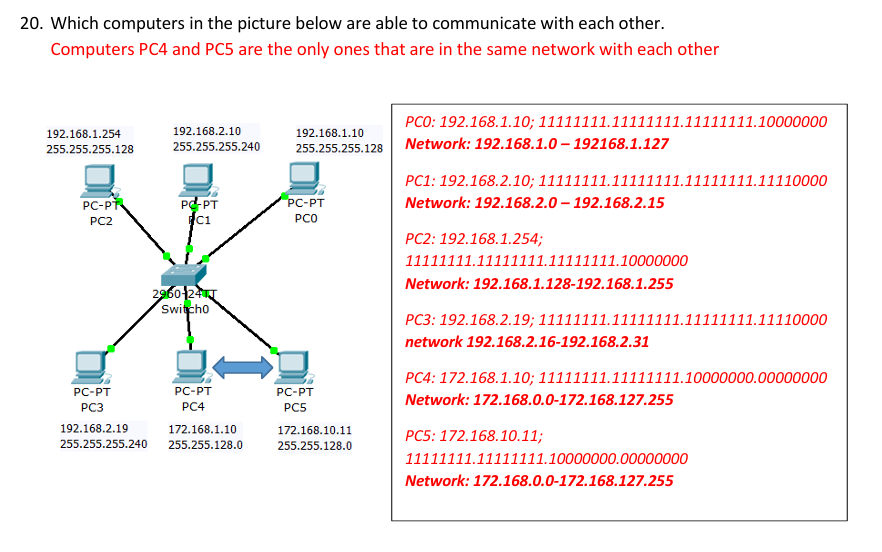 20. Which computers in the picture below are able to communicate with each other.
Computers PC4 and PC5 are the only ones that are in the same network with each other
192.168.1.254
255.255.255.128
192.168.2.10
255.255.255.240
192.168.1.10
255.255.255.128
PC-PT
PC2
PC-PT
PC1
PC-PT
PC0
2960-24TT
Switch0
PC-PT
PC3
PC-PT
PC4
PC-PT
PC5
192.168.2.19
255.255.255.240
172.168.1.10
255.255.128.0
172.168.10.11
255.255.128.0
PC0: 192.168.1.10; 11111111.11111111.11111111.10000000
Network: 192.168.1.0 – 192168.1.127
PC1: 192.168.2.10; 11111111.11111111.11111111.11110000
Network: 192.168.2.0 – 192.168.2.15
PC2: 192.168.1.254;
11111111.11111111.11111111.10000000
Network: 192.168.1.128-192.168.1.255
PC3: 192.168.2.19; 11111111.11111111.11111111.11110000
network 192.168.2.16-192.168.2.31
PC4: 172.168.1.10; 11111111.11111111.10000000.00000000
Network: 172.168.0.0-172.168.127.255
PC5: 172.168.10.11;
11111111.11111111.10000000.00000000
Network: 172.168.0.0-172.168.127.255